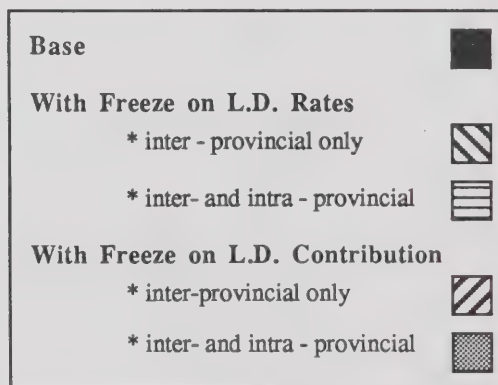 Base
With Freeze on L.D. Rates
* inter - provincial only
* inter- and intra - provincial
With Freeze on L.D. Contribution
* inter-provincial only
* inter- and intra - provincial